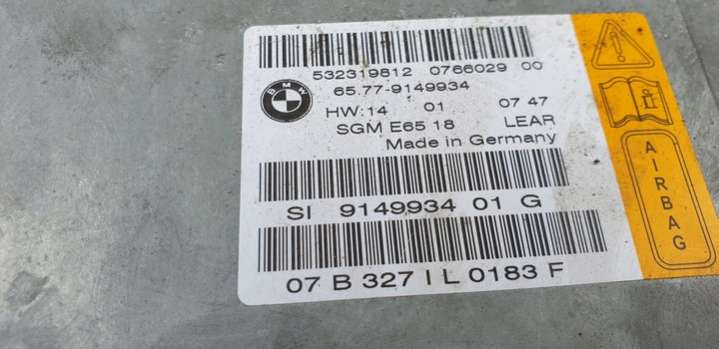 532319812 0766029 00
BMW
65.77-9149934
HW:14 01 07 47
SGM E65 18 LEAR
Made in Germany
SI 9149934 01 G
07 B 327 I L 0183 F
AIRBAG